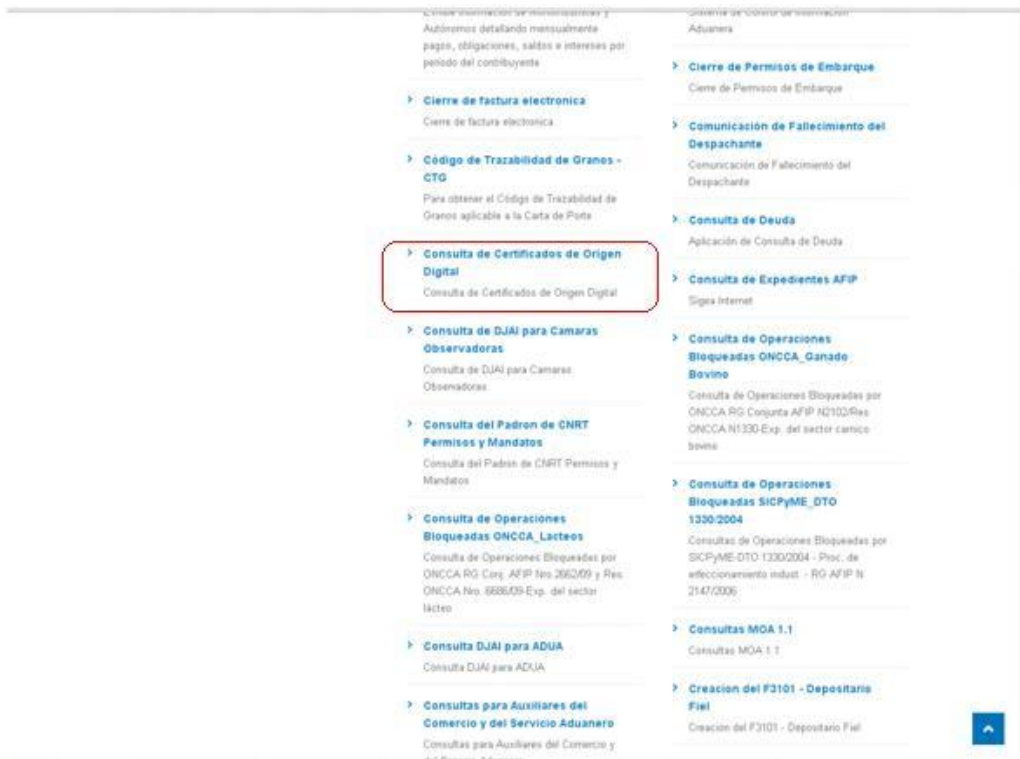 Autónomos detallando mensualmente
pagos, obligaciones, saldos e intereses por
período del contribuyente
Cierre de factura electronica
Cierre de factura electronica
Código de Trazabilidad de Granos -
CTG
Para obtener el Código de Trazabilidad de
Granos aplicable a la Carta de Porte
Consulta de Certificados de Origen
Digital
Consulta de Certificados de Origen Digital
Consulta de DJAI para Camaras
Observadoras
Consulta de DJAI para Camaras
Observadoras
Consulta del Padron de CNRT
Permisos y Mandatos
Consulta del Padron de CNRT Permisos y
Mandatos
Consulta de Operaciones
Bloqueadas ONCCA_Lacteos
Consulta de Operaciones Bloqueadas por
ONCCA RG Conj. AFIP Nro.2662/09 y Res.
ONCCA Nro. 6686/09-Exp. del sector
lácteo
Consulta DJAI para ADUA
Consulta DJAI para ADUA
Consultas para Auxiliares del
Comercio y del Servicio Aduanero
Consultas para Auxiliares del Comercio y
del Servicio Aduanero
Sistema de Control de Información
Aduanera
Cierre de Permisos de Embarque
Cierre de Permisos de Embarque
Comunicación de Fallecimiento del
Despachante
Comunicación de Fallecimiento del
Despachante
Consulta de Deuda
Aplicación de Consulta de Deuda
Consulta de Expedientes AFIP
Sigea Internet
Consulta de Operaciones
Bloqueadas ONCCA_Ganado
Bovino
Consulta de Operaciones Bloqueadas por
ONCCA RG Conjunta AFIP N2102/Res
ONCCA N1330-Exp. del sector carnico
bovino
Consulta de Operaciones
Bloqueadas SICPyME_DTO
1330/2004
Consultas de Operaciones Bloqueadas por
SICPyME-DTO 1330/2004 - Proc. de
indust. - RG AFIP N
2147/2006
Consultas MOA 1.1
Consultas MOA 1.1
Creacion del F3101 - Depositario
Fiel
Creacion del F3101 - Depositario Fiel